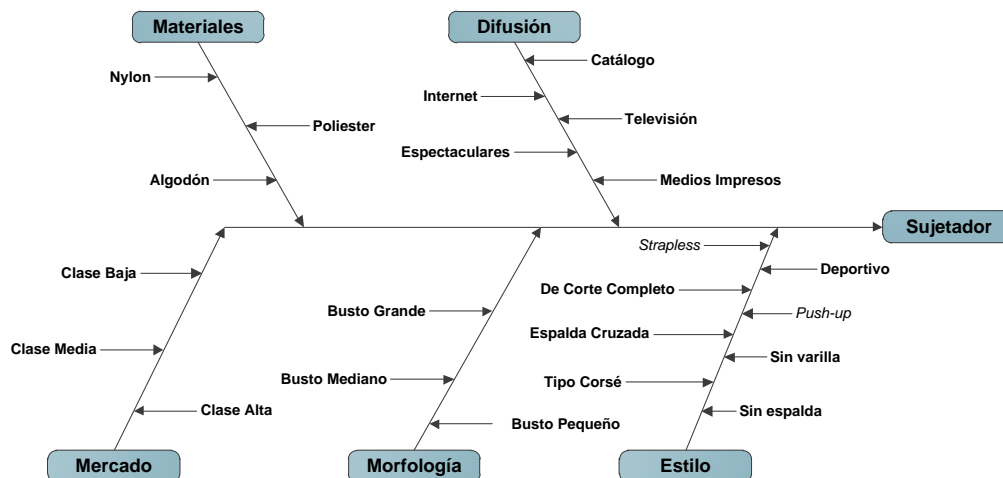 Materiales
Difusión
Catálogo
Nylon
Internet
Televisión
Poliester
Espectaculares
Algodón
Medios Impresos
Sujetador
Strapless
Clase Baja
Deportivo
De Corte Completo
Busto Grande
Push-up
Espalda Cruzada
Clase Media
Sin varilla
Busto Mediano
Tipo Corsé
Clase Alta
Sin espalda
Busto Pequeño
Mercado
Morfología
Estilo